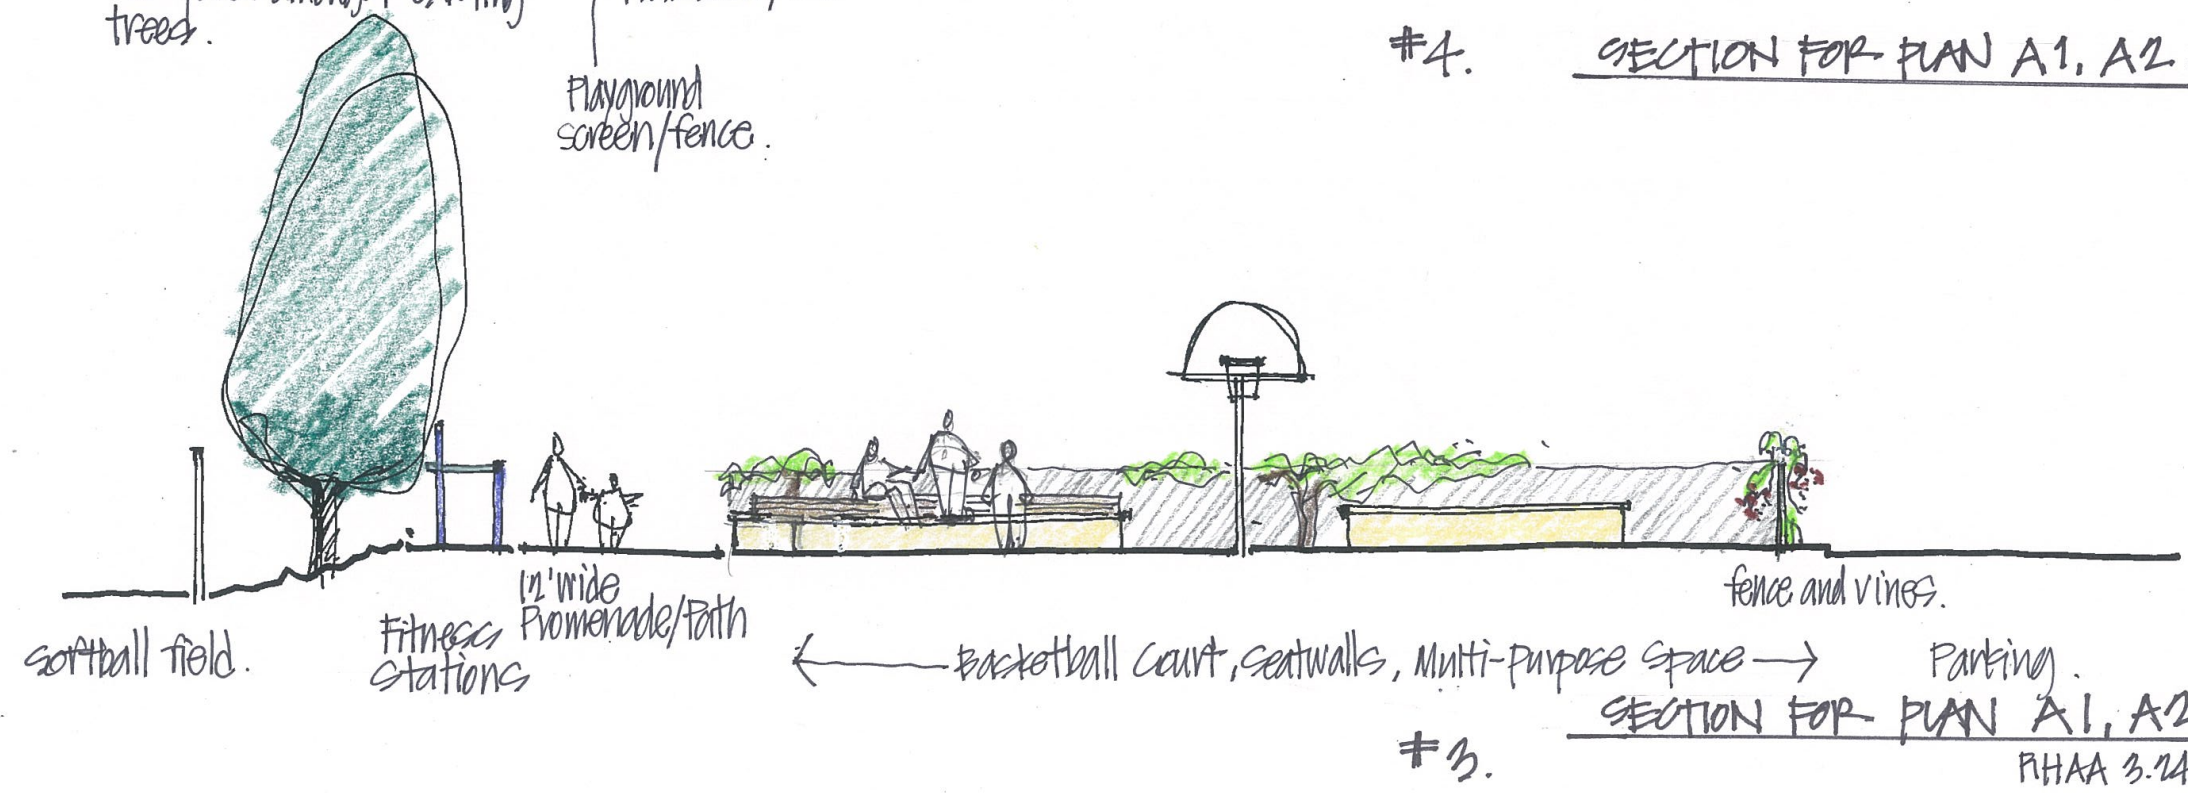 existing
trees.
Playground
screen/fence.
#4. SECTION FOR PLAN A1, A2
12' wide
Promenade/Path
Fitness
Stations
softball field.
fence and vines.
Basketball Court, seatwalls, Multi-purpose Space
Parking.
#3. SECTION FOR PLAN A1, A2
RHAA 3.24